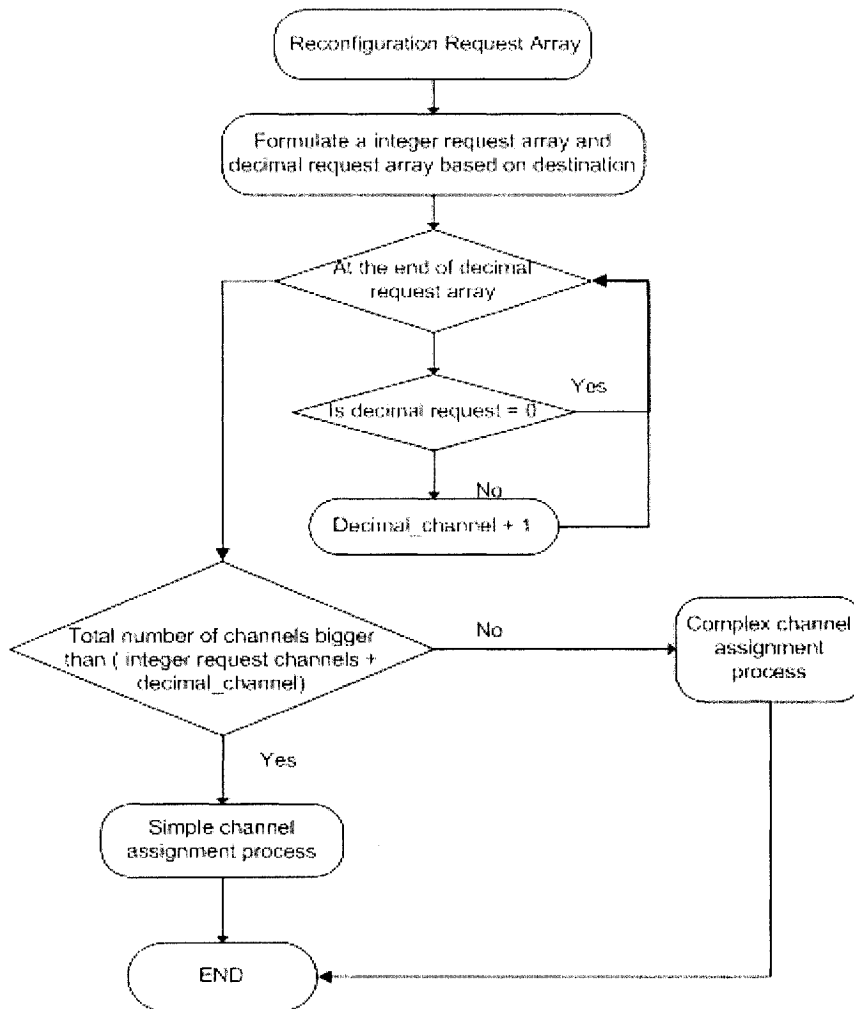 Reconfiguration Request Array
Formulate a integer request array and
decimal request array based on destination
At the end of decimal
request array
Is decimal request = 0
Yes
No
Decimal_channel + 1
Total number of channels bigger
than ( integer request channels +
decimal_channel)
No
Complex channel
assignment
process
Yes
Simple channel
assignment process
END